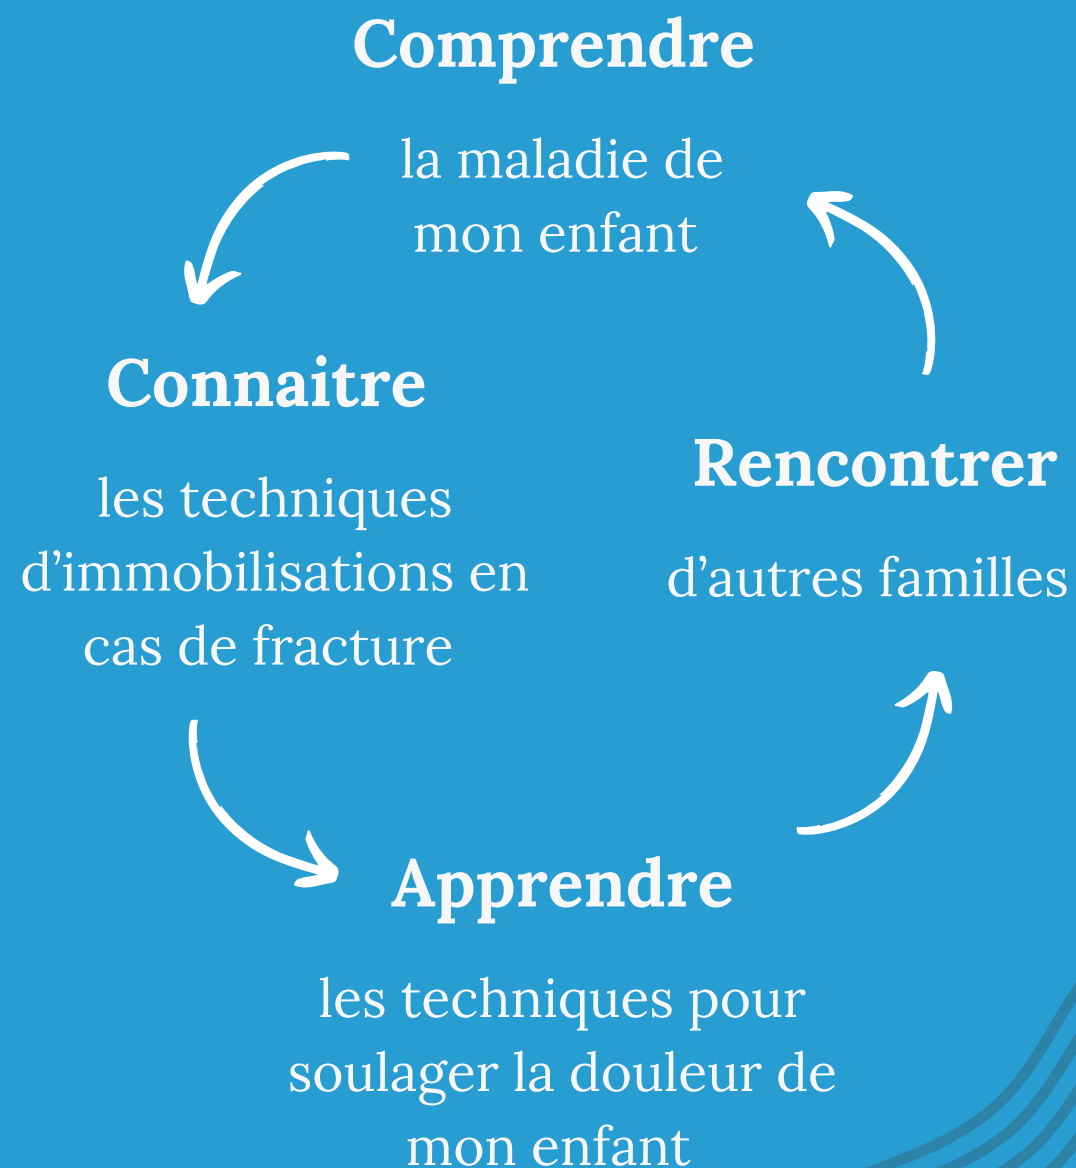 Comprendre
la maladie de
mon enfant
Connaitre
les techniques
d’immobilisations en
cas de fracture
Apprendre
les techniques pour
soulager la douleur de
mon enfant
Rencontrer
d’autres familles